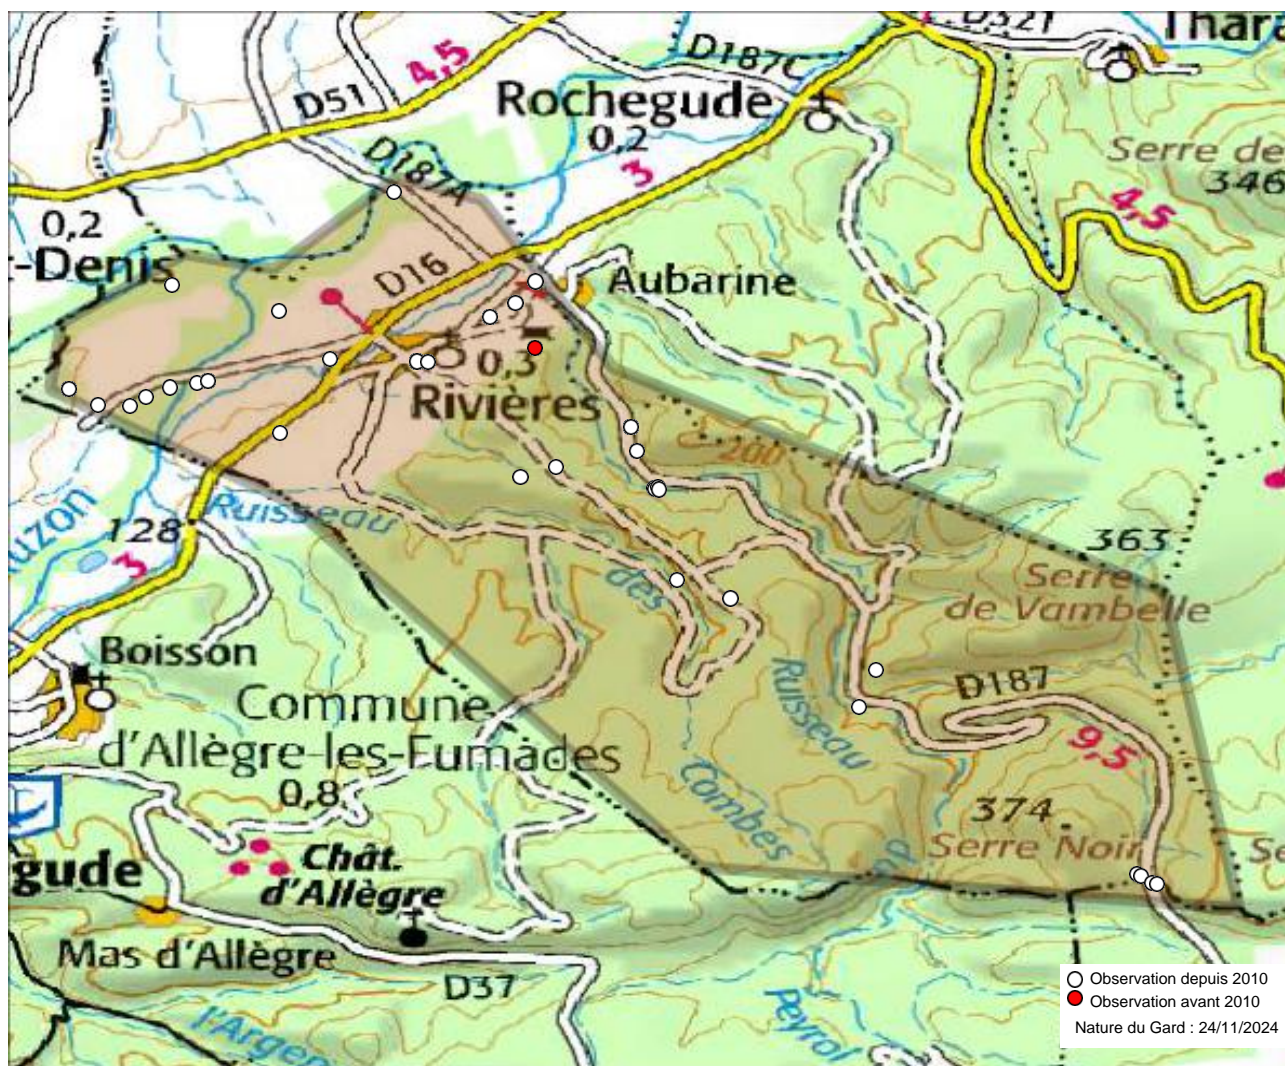 D321
Thara
D187C
4,5
D51
Rochegude
0,2
3
D187A
Serre de
346
4,5
0,2
-Denis
D16
Aubarine
0,3
Rivières
200
uzon
128
Ruisseau
3
363
des
Serre
de Vambelle
Boisson
Ruisseau
D187
Commune
d'Allègre-les-Fumades
0,8
9,5
Combes
374
Serre Noir
Se
Chât.
d'Allègre
gude
Mas d'Allègre
D37
l'Argen
Peyrol
Observation depuis 2010
Observation avant 2010
Nature du Gard : 24/11/2024